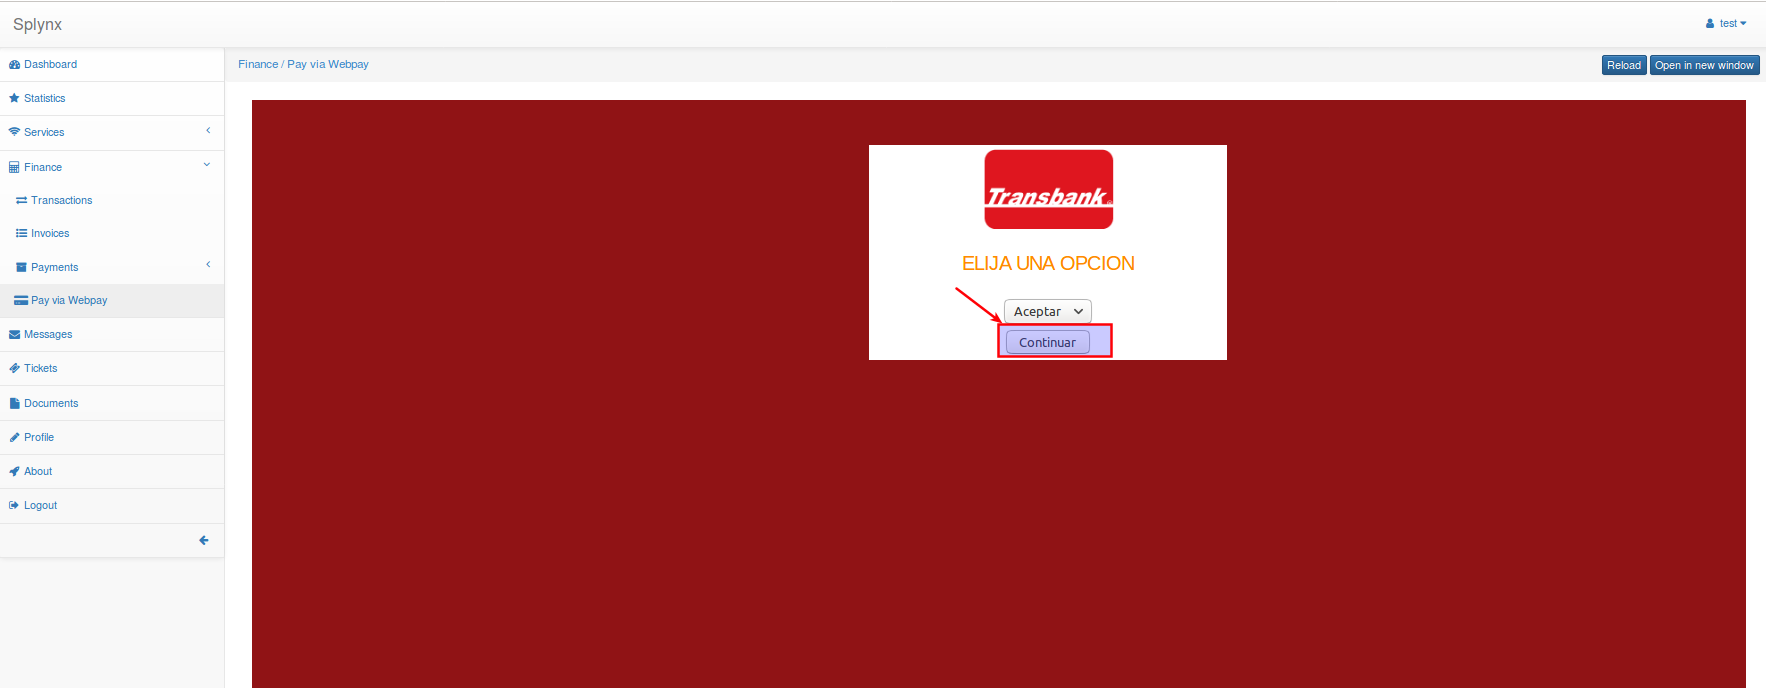 Splynx
test
Dashboard
Statistics
Services
Finance
Transactions
Invoices
Payments
Pay via Webpay
Messages
Tickets
Documents
Profile
About
Logout
Finance / Pay via Webpay
Reload
Open in new window
Transbank®
ELIJA UNA OPCION
Aceptar
Continuar